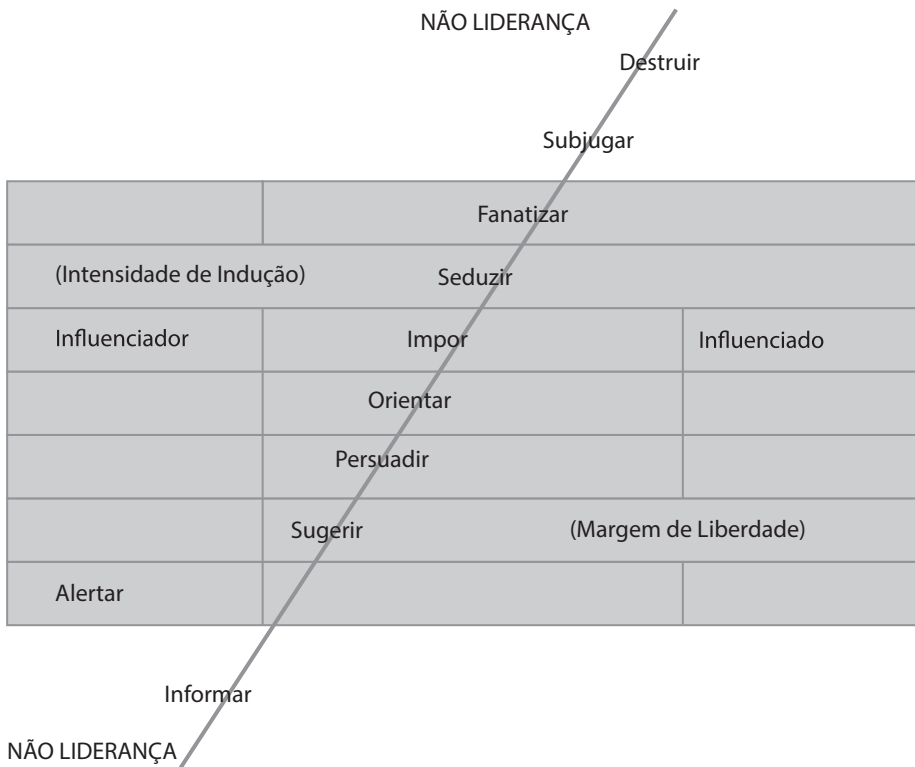 NÃO LIDERANÇA
Destruir
Subjugar
Fanatizar
(Intensidade de Indução) Seduzir
Influenciador Impor Influenciado
Orientar
Persuadir
Sugerir (Margem de Liberdade)
Alertar
Informar
NÃO LIDERANÇA